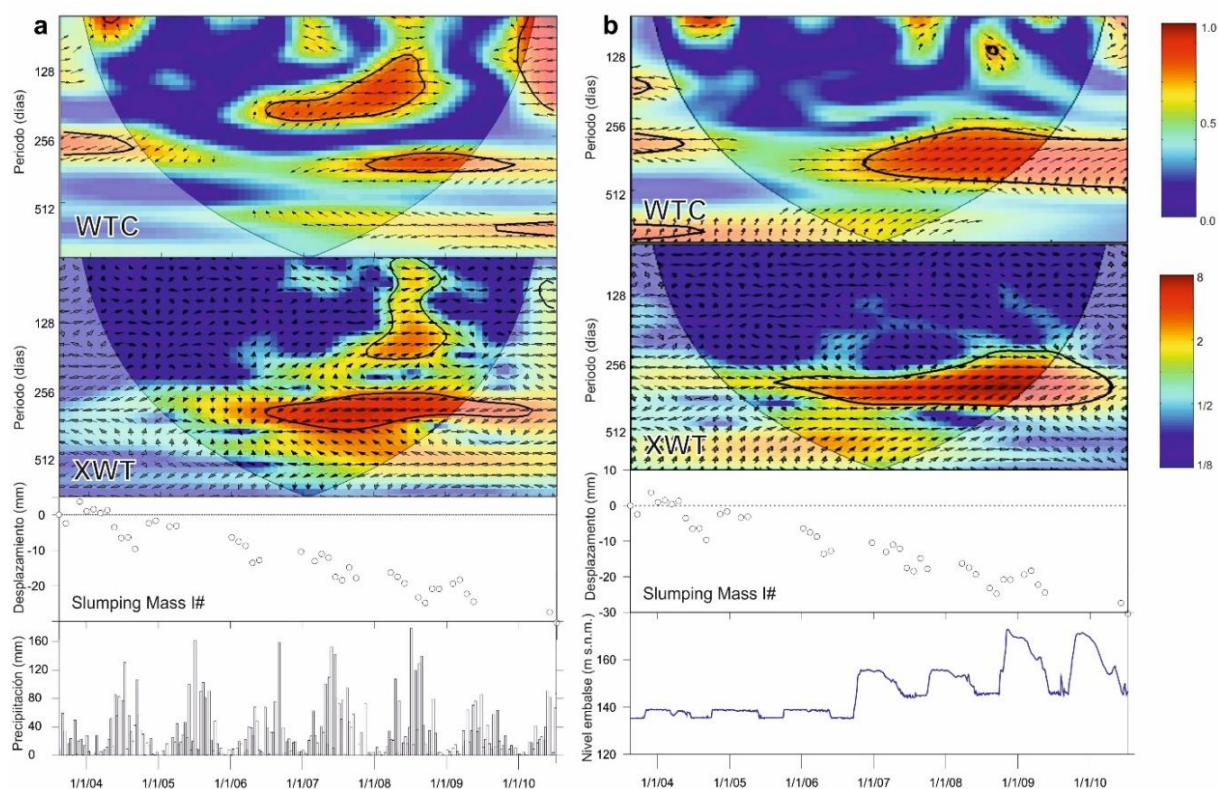 a
Periodo (días)
128
256
512
WTC
Periodo (días)
128
256
512
XWT
Desplazamiento (mm)
0
-10
-20
Slumping Mass I#
Precipiitación (mm)
160
120
80
40
0
1/1/04 1/1/05 1/1/06 1/1/07 1/1/08 1/1/09 1/1/10
b
Periodo (días)
128
256
512
WTC
Periodo (días)
128
256
512
XWT
Desplazamiento (mm)
10
0
-10
-20
-30
Slumping Mass I#
Nivel embalse (m s.n.m.)
160
140
120
1/1/04 1/1/05 1/1/06 1/1/07 1/1/08 1/1/09 1/1/10
1.0
0.5
0.0
8
2
1/2
1/8